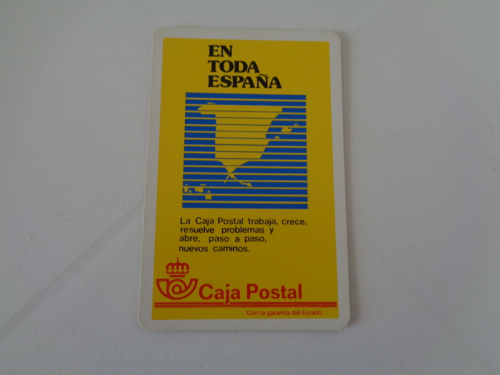 EN
TODA
ESPAÑA
La Caja Postal trabaja, crece,
resuelve problemas y
abre, paso a paso,
nuevos caminos.
Caja Postal
Con la garantía del Estado